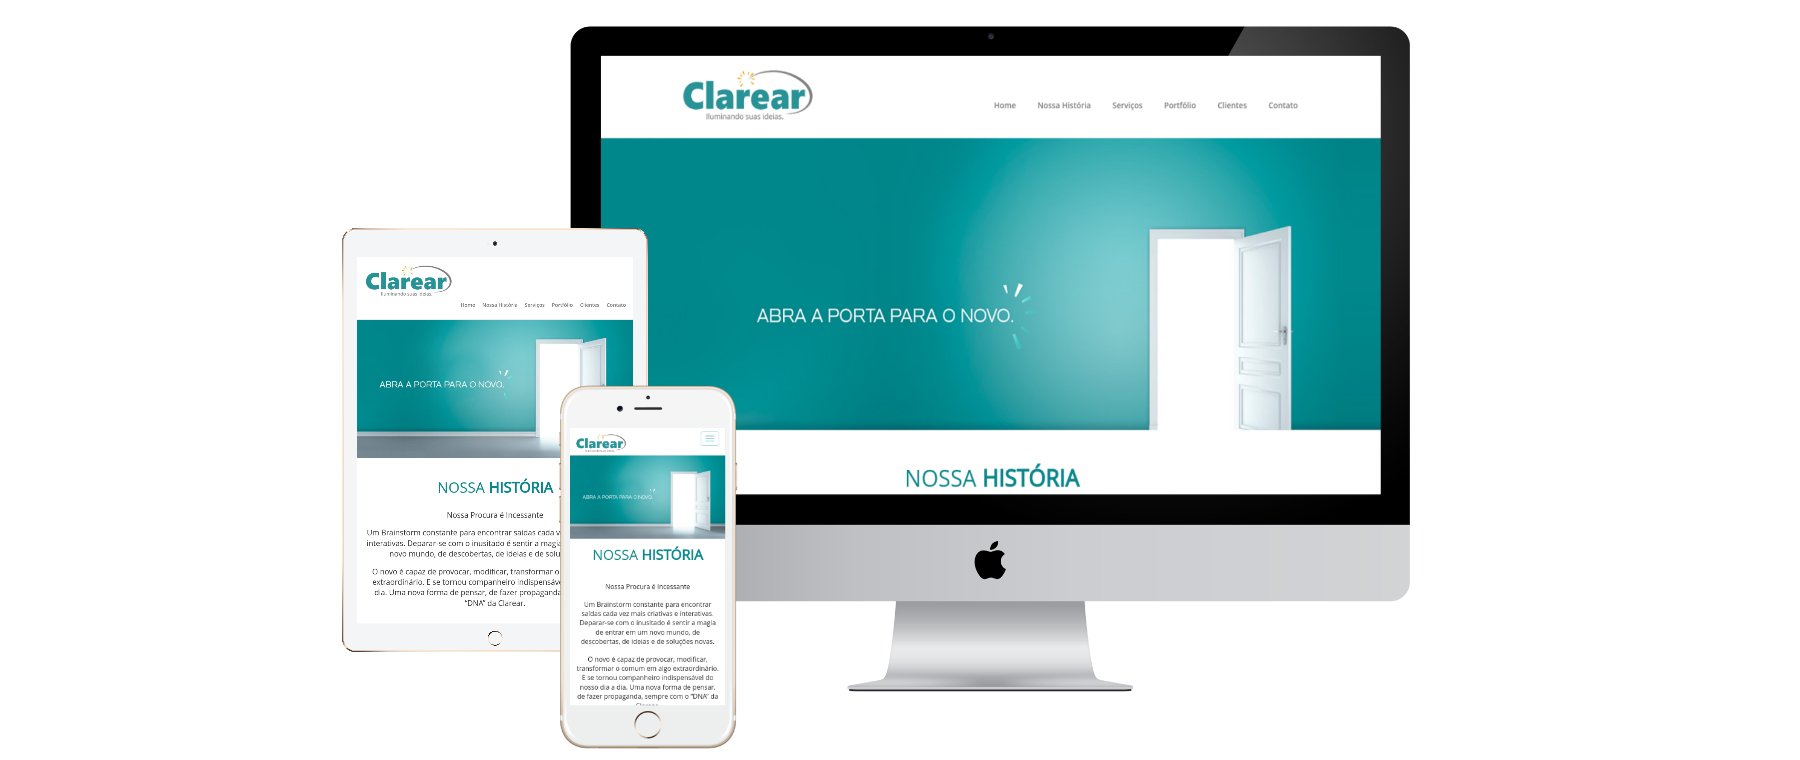 Clarear
Iluminando suas ideias.
Home Nossa História Serviços Portfólio Clientes Contato
ABRA A PORTA PARA O NOVO.
NOSSA HISTÓRIA
Clarear
Iluminando suas ideias.
Home Nossa História Serviços Portfólio Clientes Contato
ABRA A PORTA PARA O NOVO.
NOSSA HISTÓRIA
Nossa Procura é Incessante
Um Brainstorm constante para encontrar saídas cada v
interativas. Deparar-se com o inusitado é sentir a magi
novo mundo, de descobertas, de ideias e de solu
O novo é capaz de provocar, modificar, transformar o
extraordinário. E se tornou companheiro indispensáv
dia. Uma nova forma de pensar, de fazer propaganda
"DNA" da Clarear.
Clarear
ABRA A PORTA PARA O NOVO.
NOSSA HISTÓRIA
Nossa Procura é Incessante
Um Brainstorm constante para encontrar
saídas cada vez mais criativas e interativas.
Deparar-se com o inusitado é sentir a magia
de entrar em um novo mundo, de
descobertas, de ideias e de soluções novas.
O novo é capaz de provocar, modificar,
transformar o comum em algo extraordinário.
E se tornou companheiro indispensável do
nosso dia a dia. Uma nova forma de pensar,
de fazer propaganda, sempre com o "DNA" da